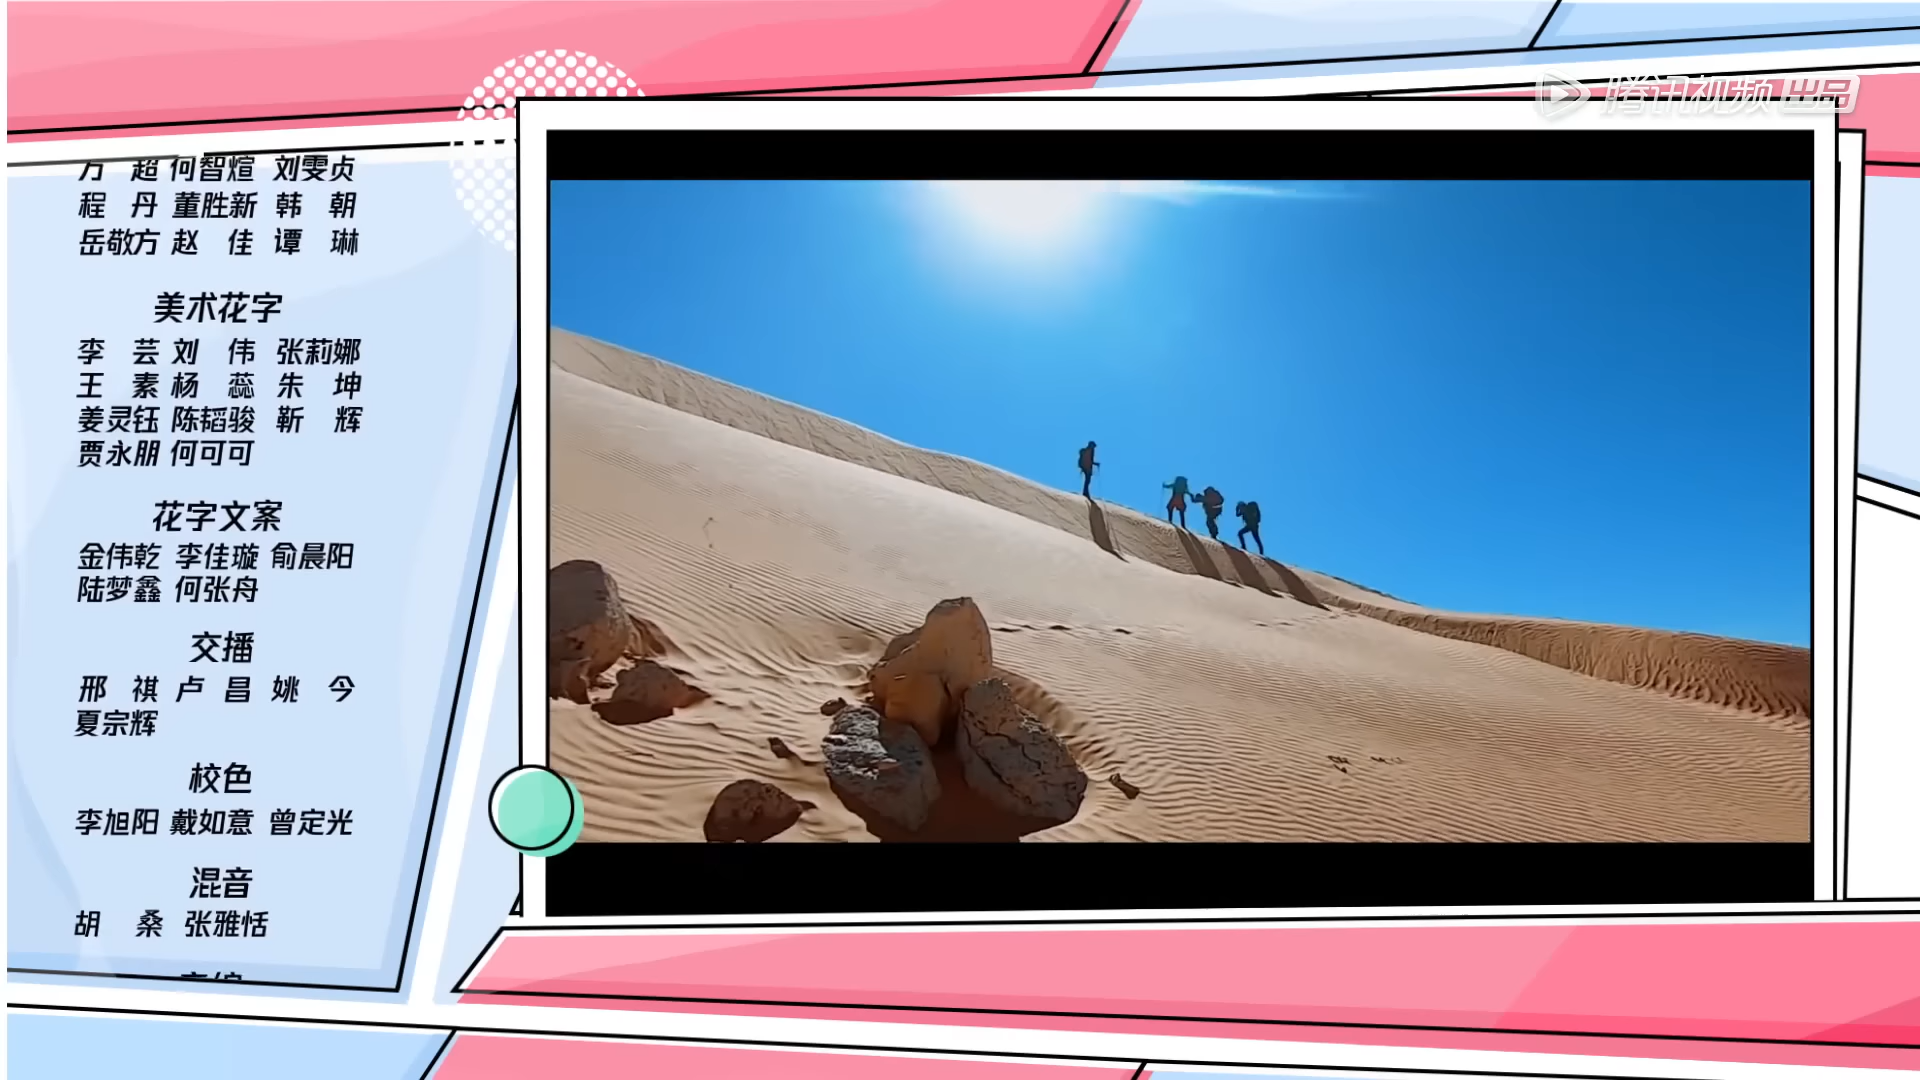 腾讯视频 出品
方 超 何智煊 刘雯贞
程 丹 董胜新 韩 朝
岳敬方 赵 佳 谭 琳
美术花字
李 芸 刘 伟 张莉娜
王 素 杨 蕊 朱 坤
姜灵钰 陈韬骏 靳 辉
贾永朋 何可可
花字文案
金伟乾 李佳璇 俞晨阳
陆梦鑫 何张舟
交播
邢 祺 卢 昌 姚 今
夏宗辉
校色
李旭阳 戴如意 曾定光
混音
胡 桑 张雅恬